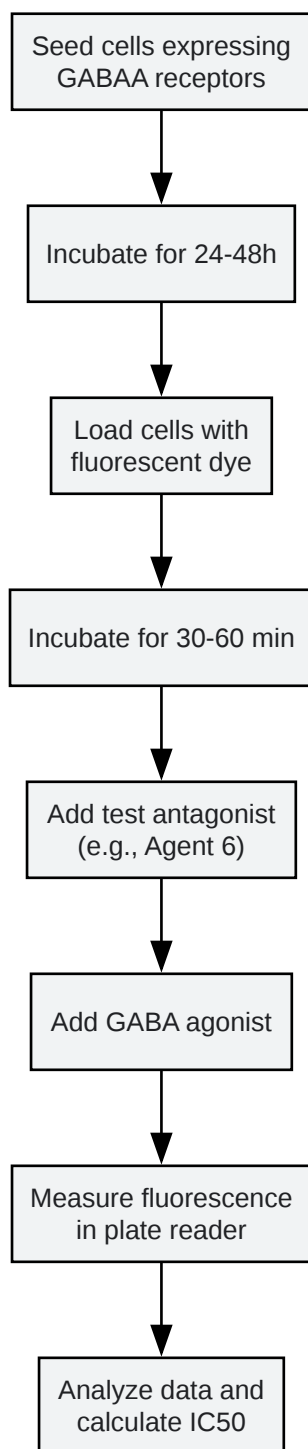 Seed cells expressing
GABAA receptors
Incubate for 24-48h
Load cells with
fluorescent dye
Incubate for 30-60 min
Add test antagonist
(e.g., Agent 6)
Add GABA agonist
Measure fluorescence
in plate reader
Analyze data and
calculate IC50